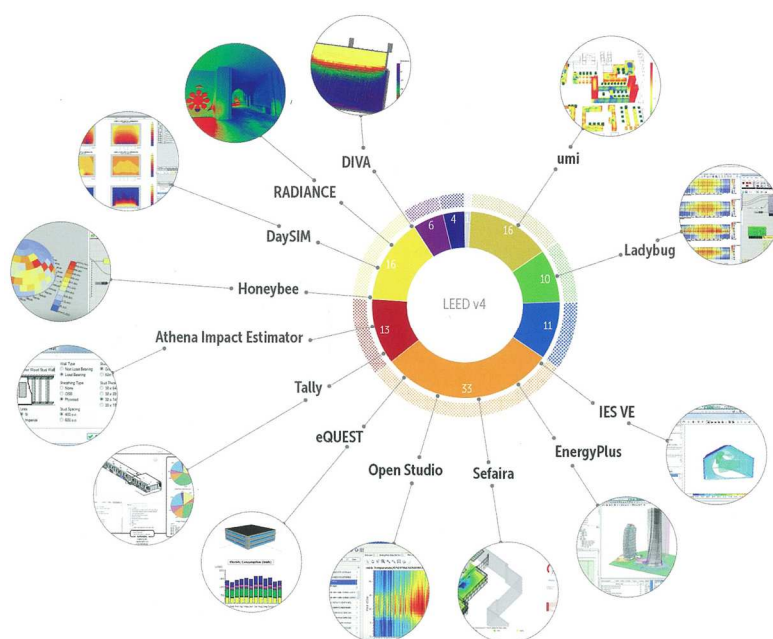 DIVA
umi
RADIANCE
DaySIM
Ladybug
6
4
16
16
10
Honeybee
LEED v4
Athena Impact Estimator
13
11
Tally
33
IES VE
eQUEST
EnergyPlus
Open Studio
Sefaira